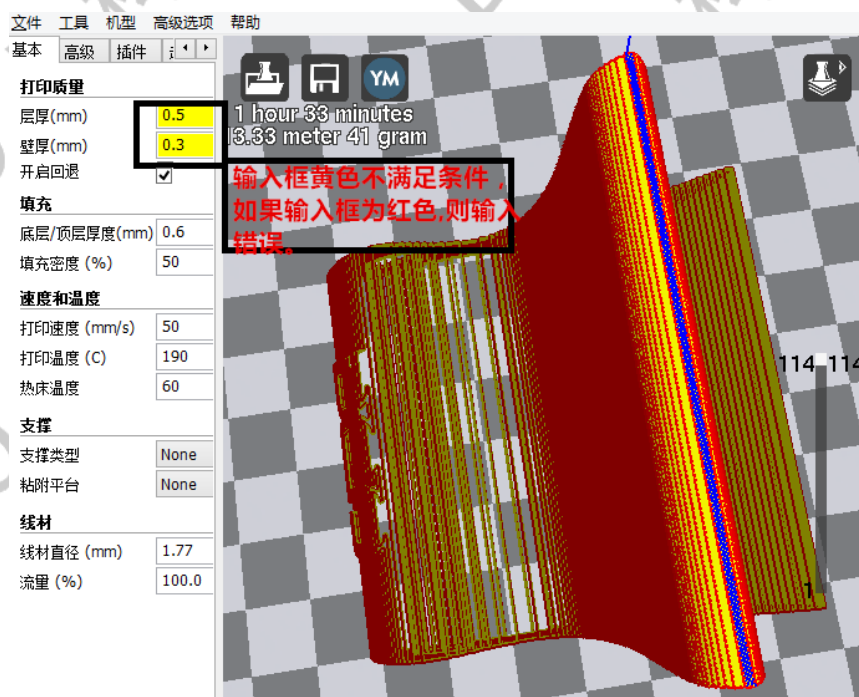 文件 工具 机型 高级选项 帮助
基本 高级 插件
打印质量
层厚(mm) 0.5
壁厚(mm) 0.3
开启回退
填充
底层/顶层厚度(mm) 0.6
填充密度 (%) 50
速度和温度
打印速度 (mm/s) 50
打印温度 (C) 190
热床温度 60
支撑
支撑类型 None
粘附平台 None
线材
线材直径 (mm) 1.77
流量 (%) 100.0
YM
1 hour 33 minutes
13.33 meter 41 gram
输入框黄色不满足条件，
如果输入框为红色,则输入
错误。
114 114
1